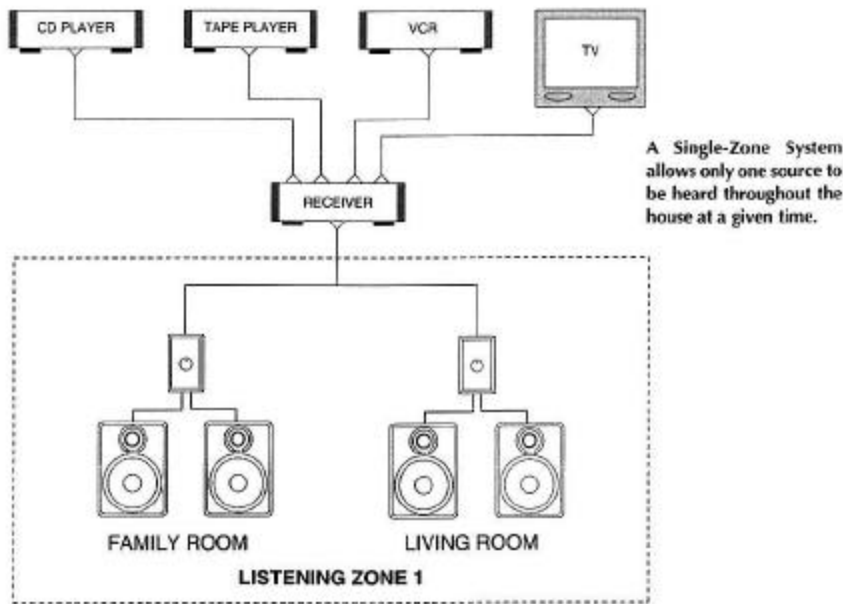 CD PLAYER
TAPE PLAYER
VCR
TV
A Single-Zone System
allows only one source to
be heard throughout the
house at a given time.
RECEIVER
FAMILY ROOM
LIVING ROOM
LISTENING ZONE 1